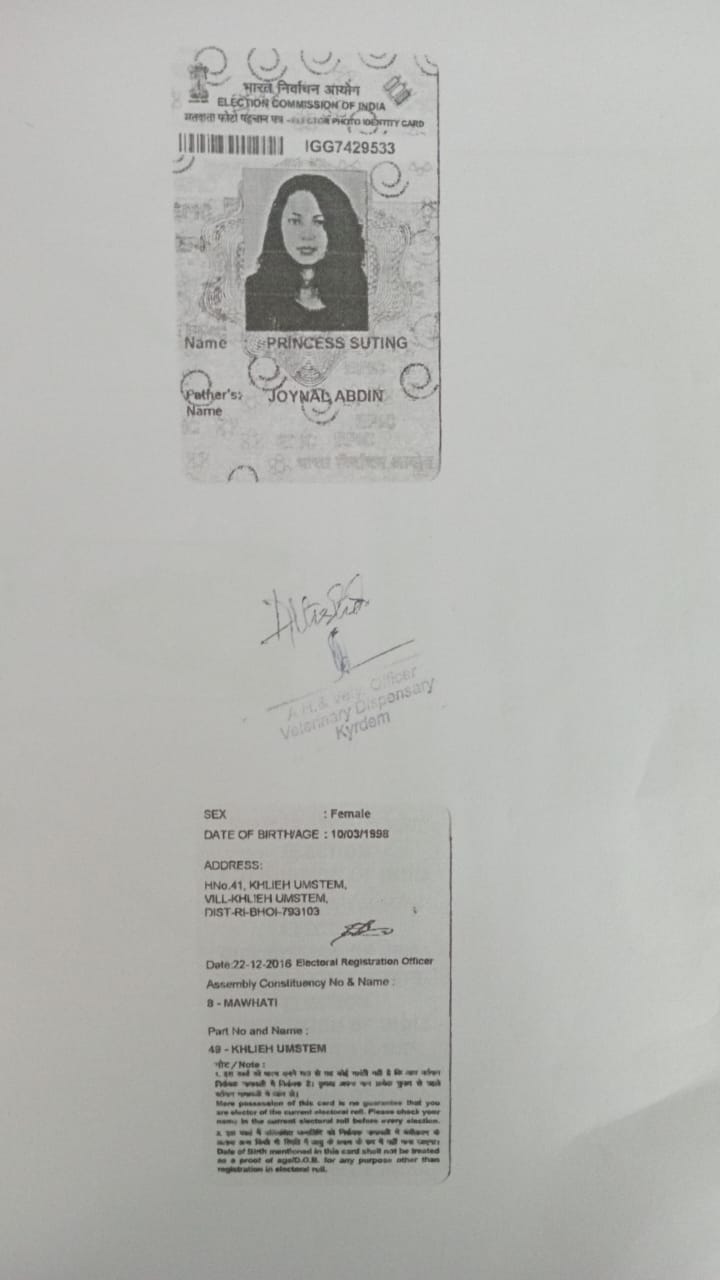 भारत निर्वाचन आयोग
ELECTION COMMISSION OF INDIA
मतदाता फोटो पहचान पत्र - ELECTOR PHOTO IDENTITY CARD
IGG7429533
Name : PRINCESS SUTING
Father's: JOYNAL ABDIN
Name
A.H.& Vety. Officer
Veterinary Dispensary
Kyrdem
SEX : Female
DATE OF BIRTH/AGE : 10/03/1998
ADDRESS:
HNo.41, KHLIEH UMSTEM,
VILL-KHLIEH UMSTEM,
DIST-RI-BHOI-793103
Date:22-12-2016 Electoral Registration Officer
Assembly Constituency No & Name :
8 - MAWHATI
Part No and Name :
49 - KHLIEH UMSTEM
नोट / Note :
Mere possession of this card is no guarantee that you
are elector of the current electoral roll. Please check your
name in the current electoral roll before every election.
Date of Birth mentioned in this card shall not be treated
as a proof of age/D.O.B. for any purpose other than
registration in electoral roll.